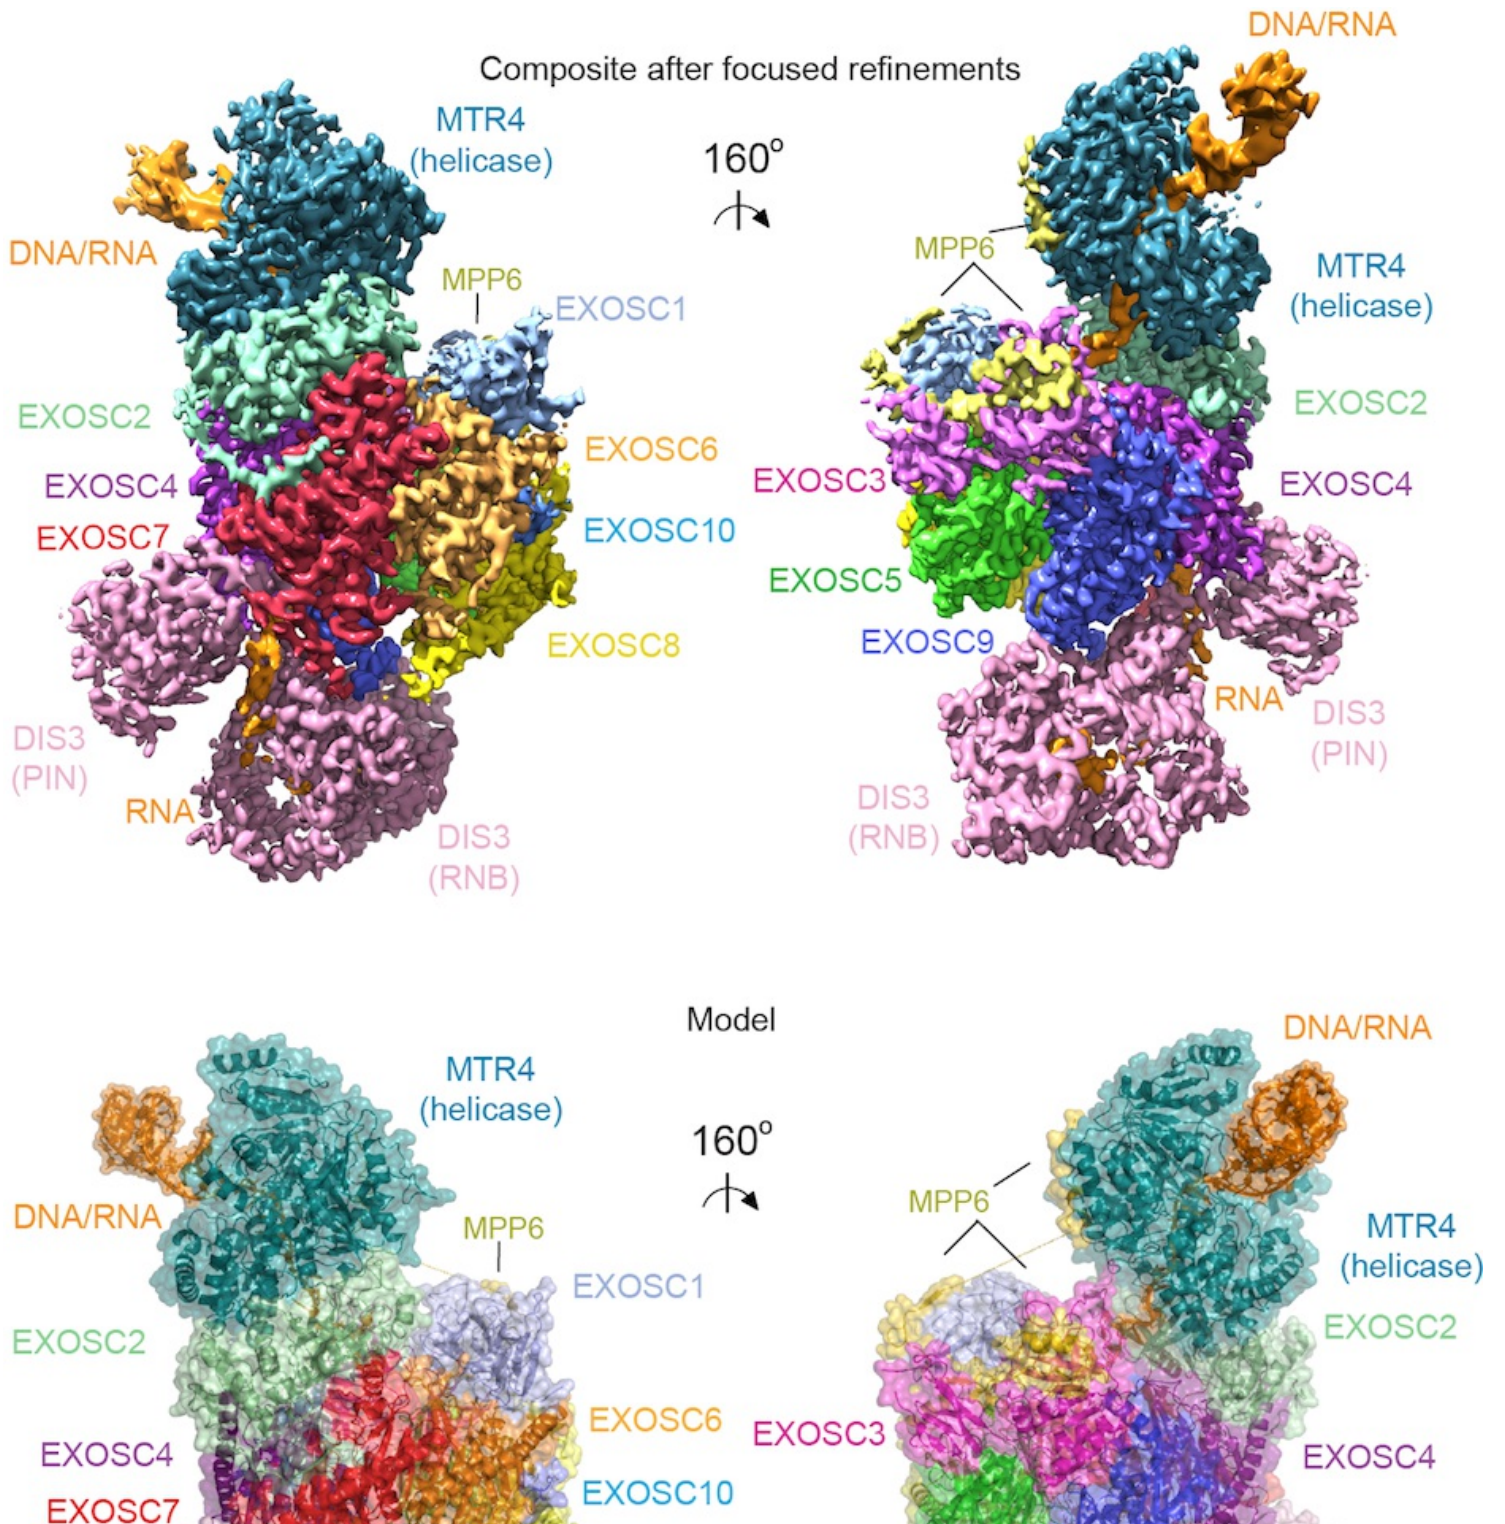 DNA/RNA
Composite after focused refinements
MTR4
(helicase)
160°
DNA/RNA
MPP6
EXOSC1
MPP6
MTR4
(helicase)
EXOSC2
EXOSC2
EXOSC6
EXOSC4
EXOSC3
EXOSC4
EXOSC7
EXOSC10
EXOSC5
EXOSC8
EXOSC9
RNA
DIS3
(PIN)
DIS3
(PIN)
RNA
DIS3
(RNB)
DIS3
(RNB)
Model
DNA/RNA
MTR4
(helicase)
160°
DNA/RNA
MPP6
MPP6
MTR4
(helicase)
EXOSC1
EXOSC2
EXOSC2
EXOSC6
EXOSC3
EXOSC4
EXOSC4
EXOSC10
EXOSC7